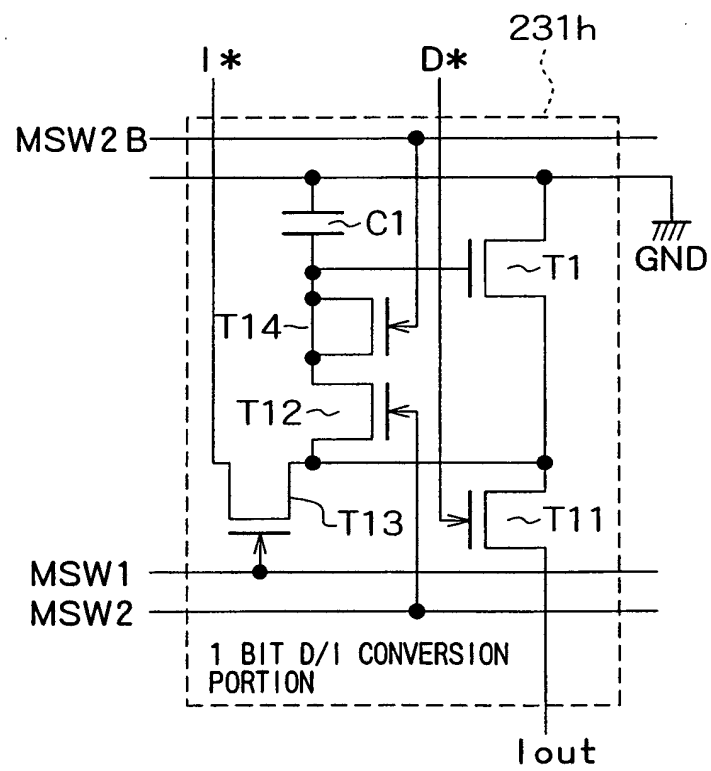 231h
I*
D*
MSW2B
C1
T1
GND
T14
T12
T13
T11
MSW1
MSW2
1 BIT D/I CONVERSION
PORTION
Iout